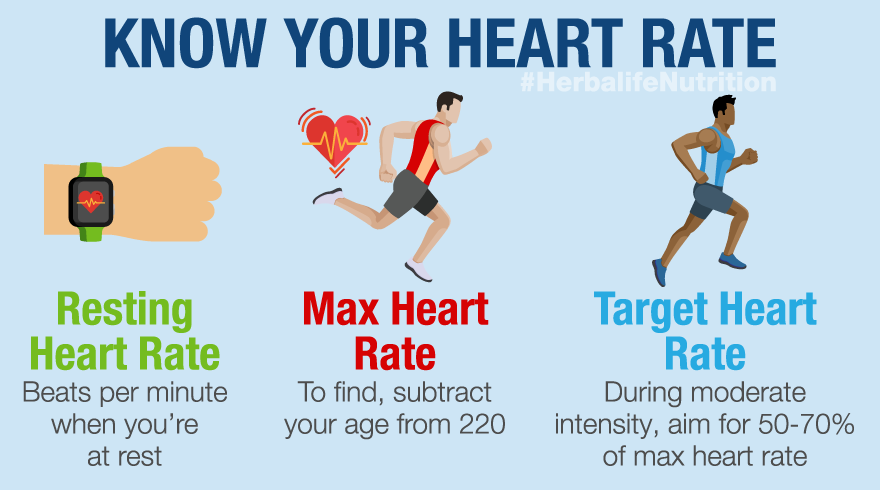 KNOW YOUR HEART RATE
#HerbalifeNutrition
Resting
Heart Rate
Beats per minute
when you’re
at rest
Max Heart
Rate
To find, subtract
your age from 220
Target Heart
Rate
During moderate
intensity, aim for 50-70%
of max heart rate